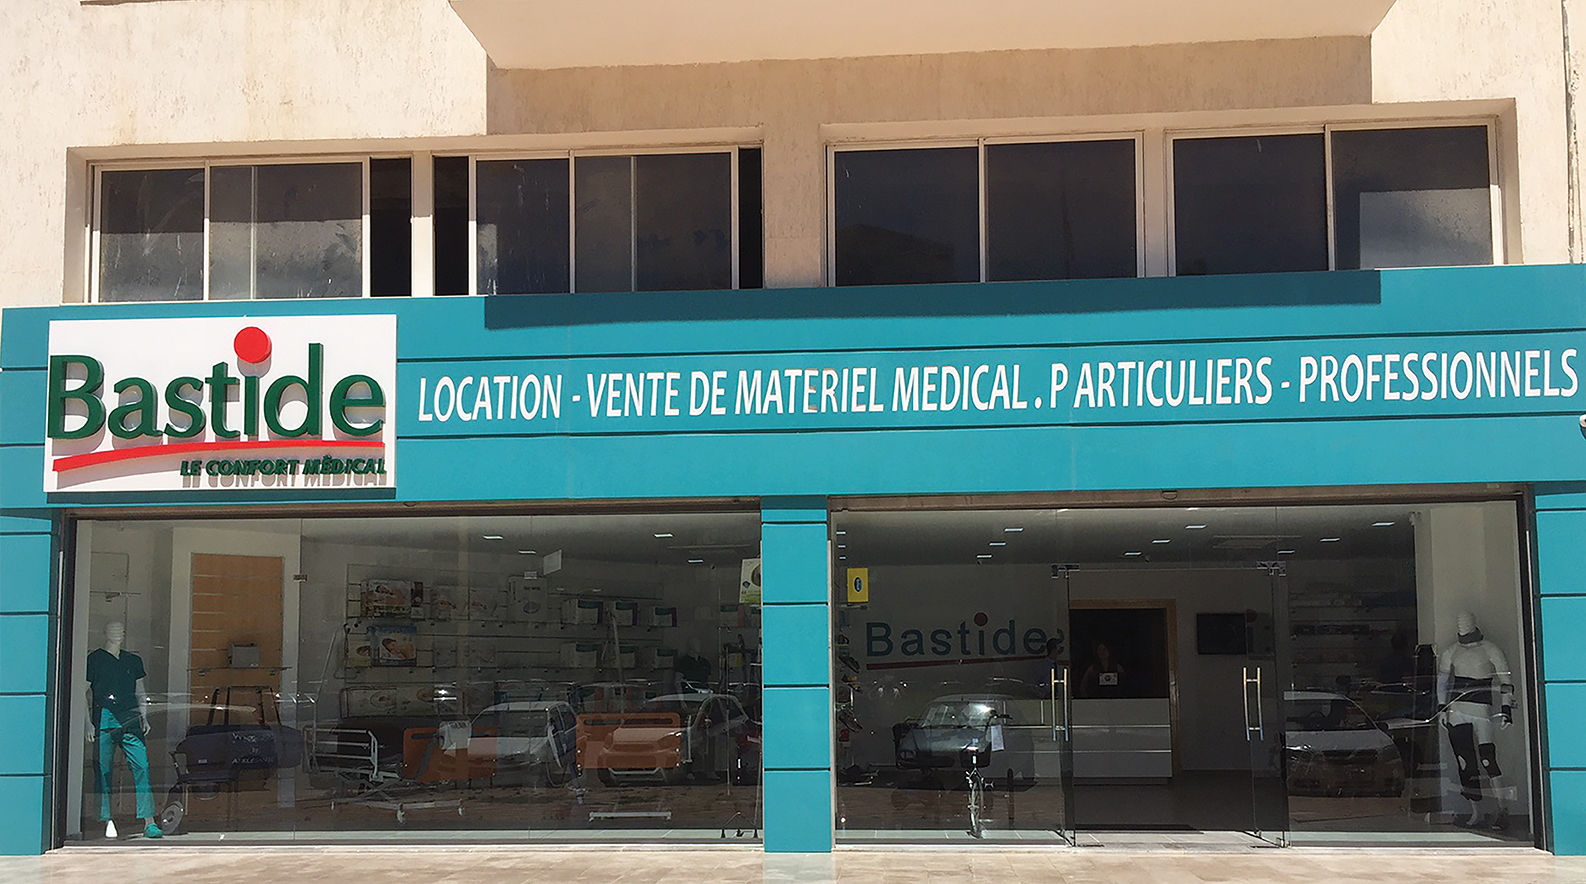 Bastide
LE CONFORT MÉDICAL
LOCATION - VENTE DE MATERIEL MEDICAL . P ARTICULIERS - PROFESSIONNELS
Bastide